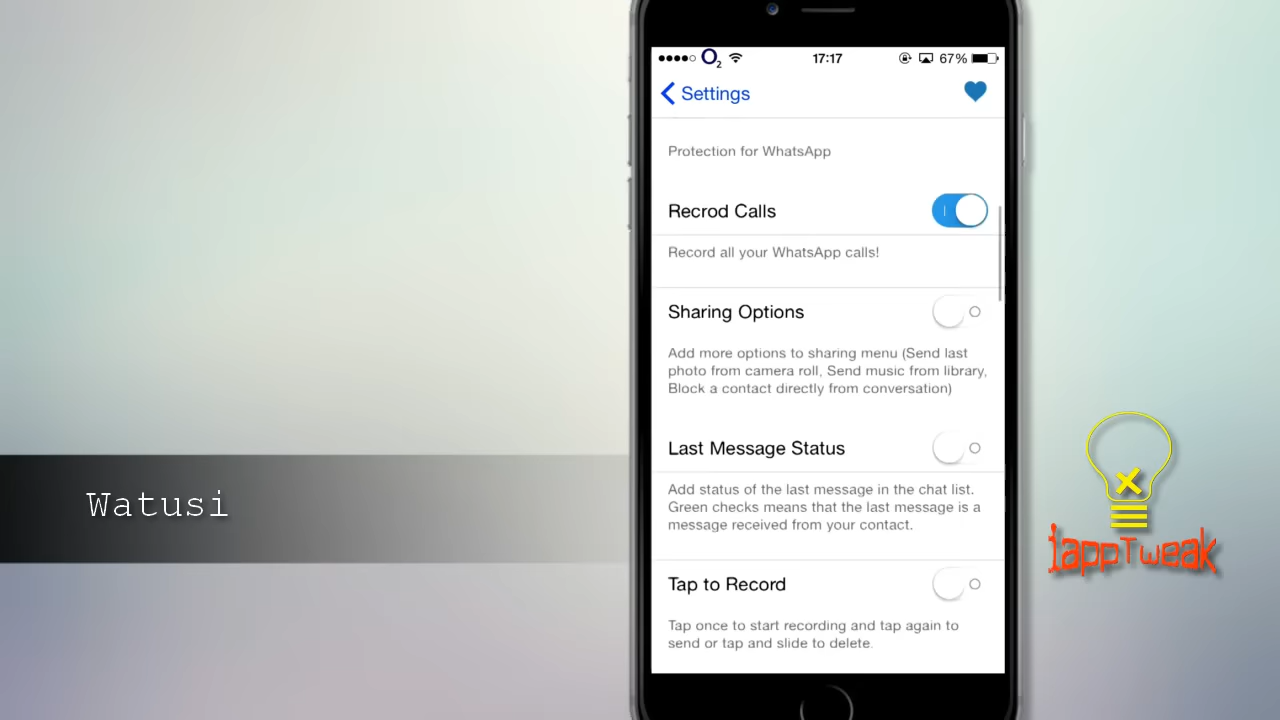 O2
17:17
67%
Settings
Protection for WhatsApp
Recrod Calls
Record all your WhatsApp calls!
Sharing Options
Add more options to sharing menu (Send last
photo from camera roll, Send music from library,
Block a contact directly from conversation)
Last Message Status
Add status of the last message in the chat list.
Green checks means that the last message is a
message received from your contact.
Tap to Record
Tap once to start recording and tap again to
send or tap and slide to delete.
Watusi
iappTweak